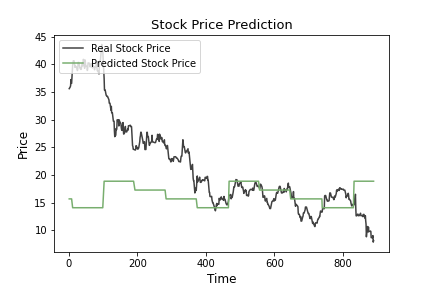 Stock Price Prediction
Real Stock Price
Predicted Stock Price
Price
45
40
35
30
25
20
15
10
0 200 400 600 800
Time